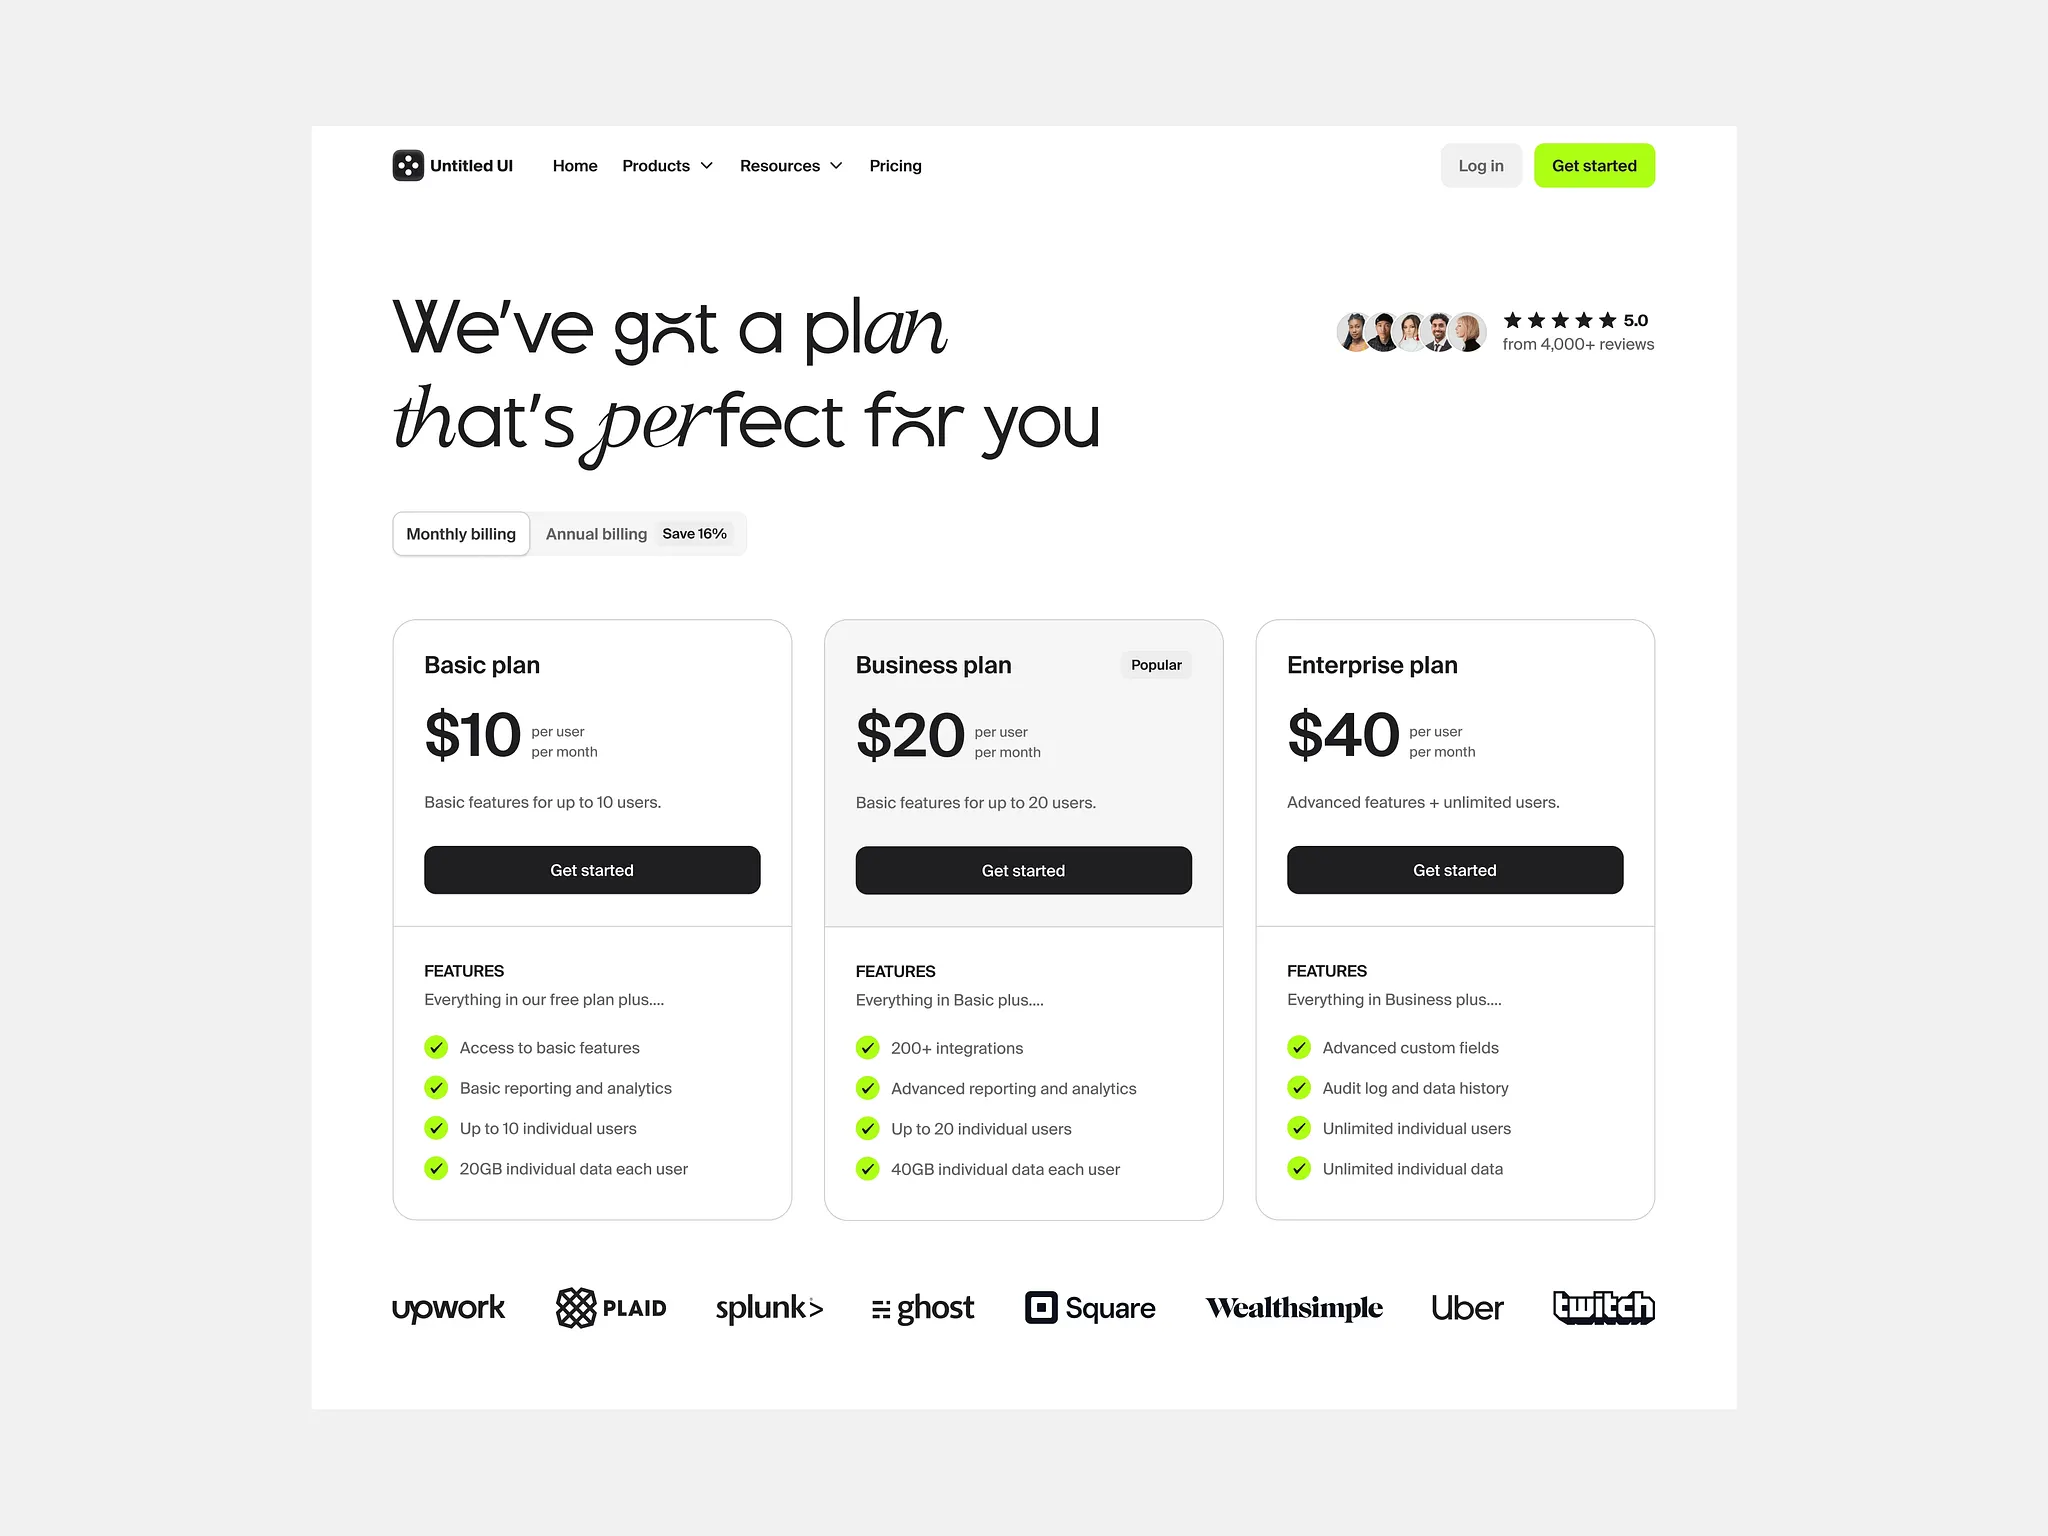 Untitled UI
Home
Products
Resources
Pricing
Log in
Get started
We've got a plan
that's perfect for you
5.0
from 4,000+ reviews
Monthly billing
Annual billing
Save 16%
Basic plan
$10
per user
per month
Basic features for up to 10 users.
Get started
FEATURES
Everything in our free plan plus....
Access to basic features
Basic reporting and analytics
Up to 10 individual users
20GB individual data each user
Business plan
Popular
$20
per user
per month
Basic features for up to 20 users.
Get started
FEATURES
Everything in Basic plus....
200+ integrations
Advanced reporting and analytics
Up to 20 individual users
40GB individual data each user
Enterprise plan
$40
per user
per month
Advanced features + unlimited users.
Get started
FEATURES
Everything in Business plus....
Advanced custom fields
Audit log and data history
Unlimited individual users
Unlimited individual data
upwork
PLAID
splunk>
ghost
Square
Wealthsimple
Uber
twitch